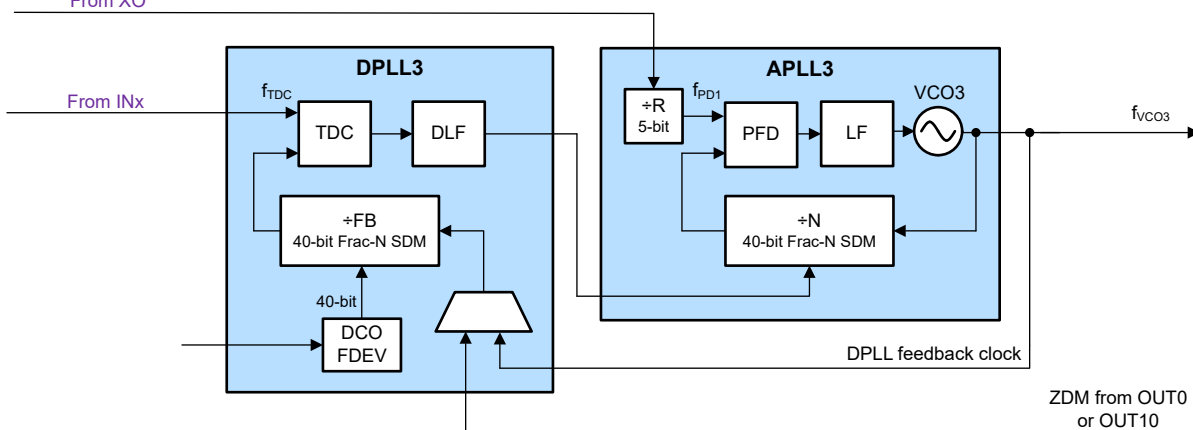 From XO
DPLL3
APLL3
From INx
fTDC
TDC
DLF
÷R
5-bit
fPD1
PFD
LF
VCO3
fVCO3
÷FB
40-bit Frac-N SDM
÷N
40-bit Frac-N SDM
40-bit
DCO
FDEV
DPLL feedback clock
ZDM from OUT0
or OUT10